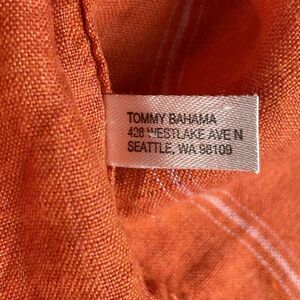 TOMMY BAHAMA
428 WESTLAKE AVE N
SEATTLE, WA 98109